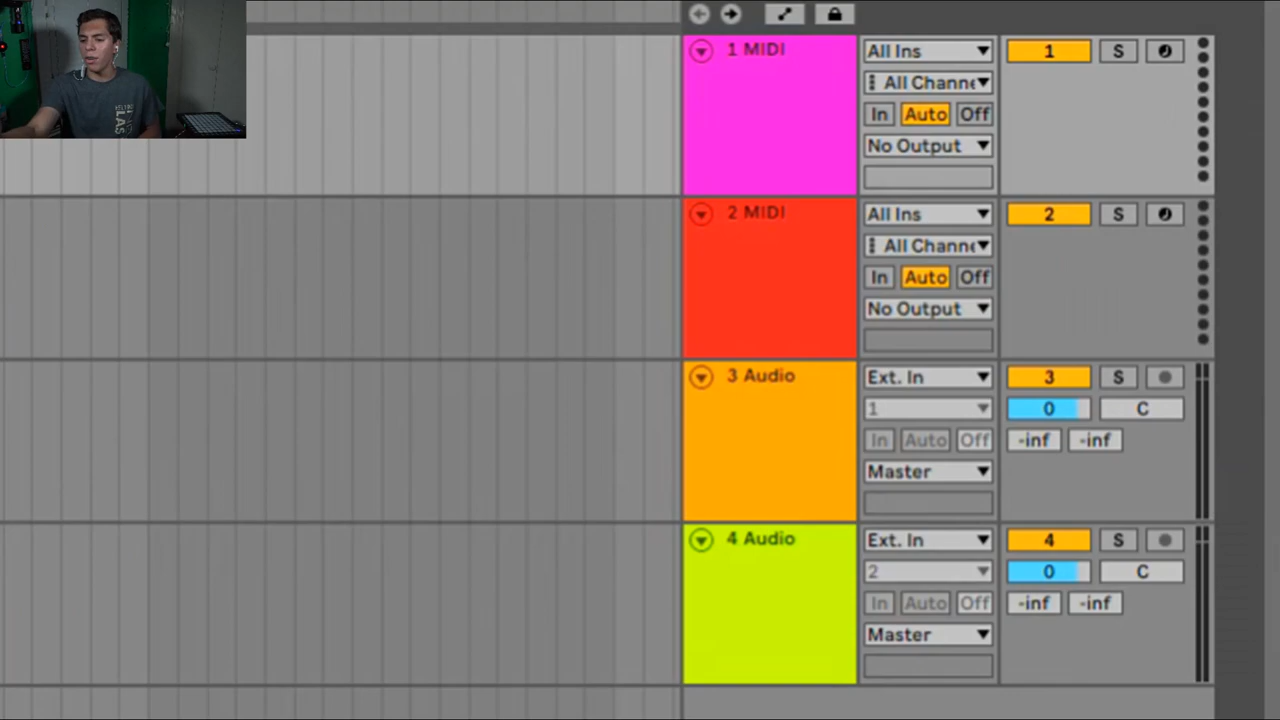 1 MIDI All Ins 1 S
All Channe
In Auto Off
No Output
2 MIDI All Ins 2 S
All Channe
In Auto Off
No Output
3 Audio Ext. In 3 S
1 0 C
In Auto Off -inf -inf
Master
4 Audio Ext. In 4 S
2 0 C
In Auto Off -inf -inf
Master